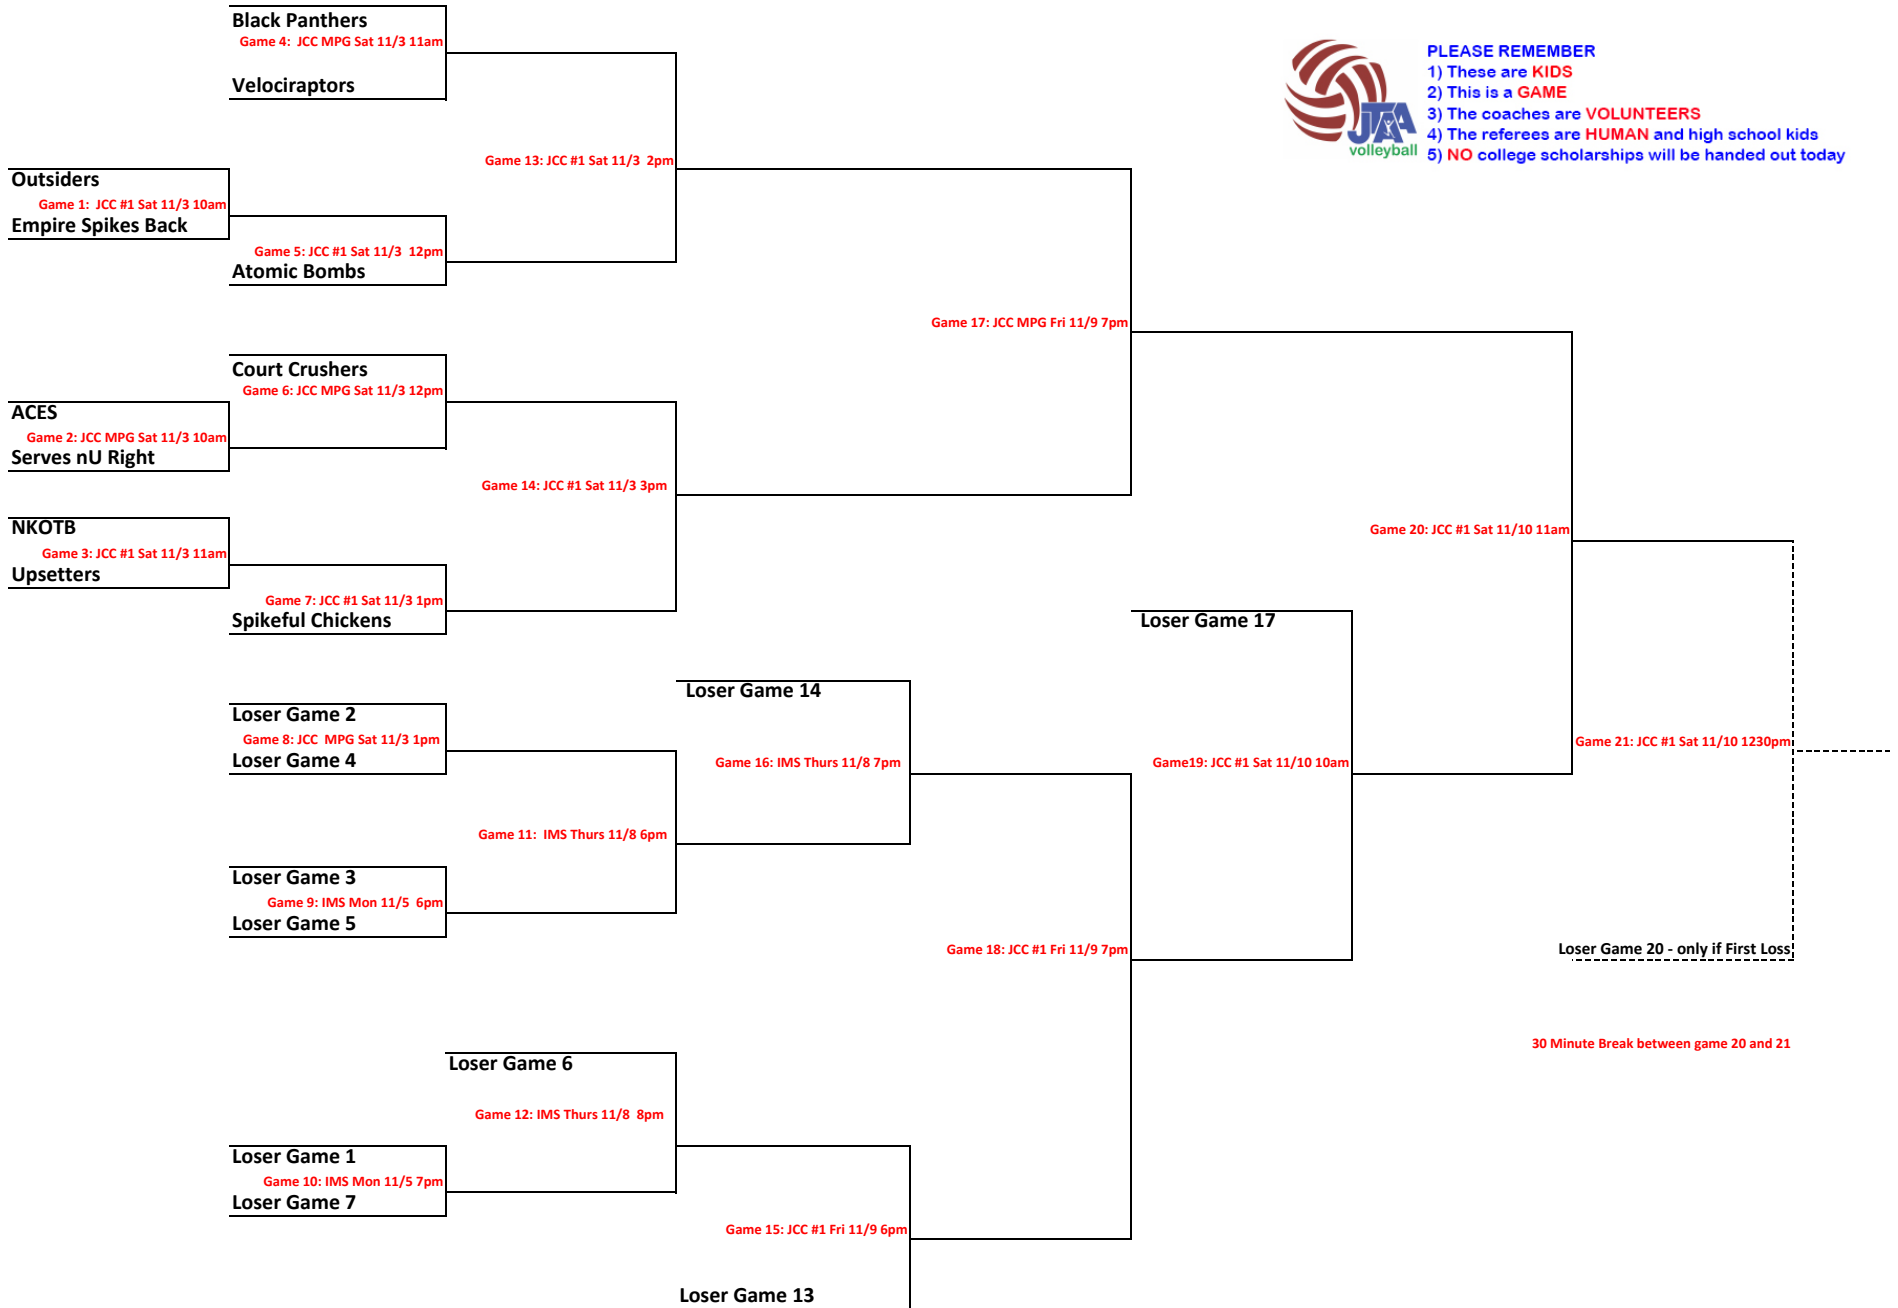 Black Panthers
Game 4:  JCC MPG Sat 11/3 11am
Velociraptors
PLEASE REMEMBER
1) These are KIDS
2) This is a GAME
3) The coaches are VOLUNTEERS
4) The referees are HUMAN and high school kids
5) NO college scholarships will be handed out today
JTAA
volleyball
Game 13: JCC #1 Sat 11/3  2pm
Outsiders
Game 1:  JCC #1 Sat 11/3 10am
Empire Spikes Back
Game 5: JCC #1 Sat 11/3  12pm
Atomic Bombs
Game 17: JCC MPG Fri 11/9 7pm
Court Crushers
Game 6: JCC MPG Sat 11/3 12pm
ACES
Game 2: JCC MPG Sat 11/3 10am
Serves nU Right
Game 14: JCC #1 Sat 11/3 3pm
NKOTB
Game 3: JCC #1 Sat 11/3 11am
Upsetters
Game 20: JCC #1 Sat 11/10 11am
Game 7: JCC #1 Sat 11/3 1pm
Spikeful Chickens
Loser Game 17
Loser Game 14
Loser Game 2
Game 8: JCC  MPG Sat 11/3 1pm
Loser Game 4
Game 16: IMS Thurs 11/8 7pm
Game19: JCC #1 Sat 11/10 10am
Game 21: JCC #1 Sat 11/10 1230pm
Game 11:  IMS Thurs 11/8 6pm
Loser Game 3
Game 9: IMS Mon 11/5  6pm
Loser Game 5
Game 18: JCC #1 Fri 11/9 7pm
Loser Game 20 - only if First Loss
30 Minute Break between game 20 and 21
Loser Game 6
Game 12: IMS Thurs 11/8  8pm
Loser Game 1
Game 10: IMS Mon 11/5 7pm
Loser Game 7
Game 15: JCC #1 Fri 11/9 6pm
Loser Game 13